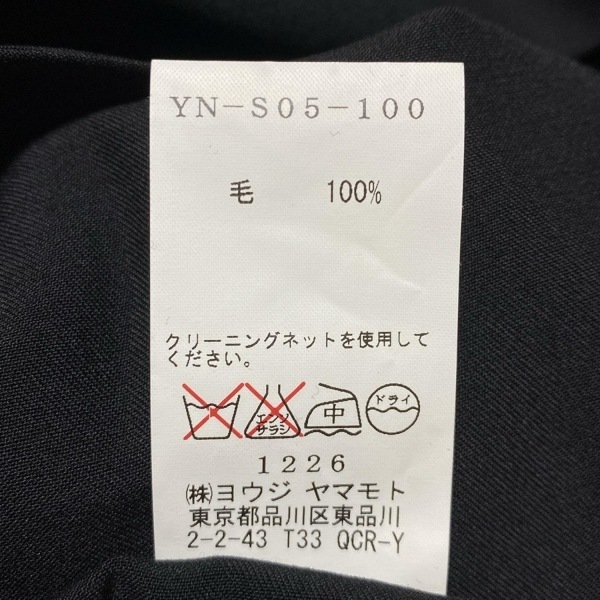 YN-S05-100
毛 100%
クリーニングネットを使用して
ください。
エンソ サラシ 中 ドライ
1226
㈱ヨウジ ヤマモト
東京都品川区東品川
2-2-43 T33 QCR-Y